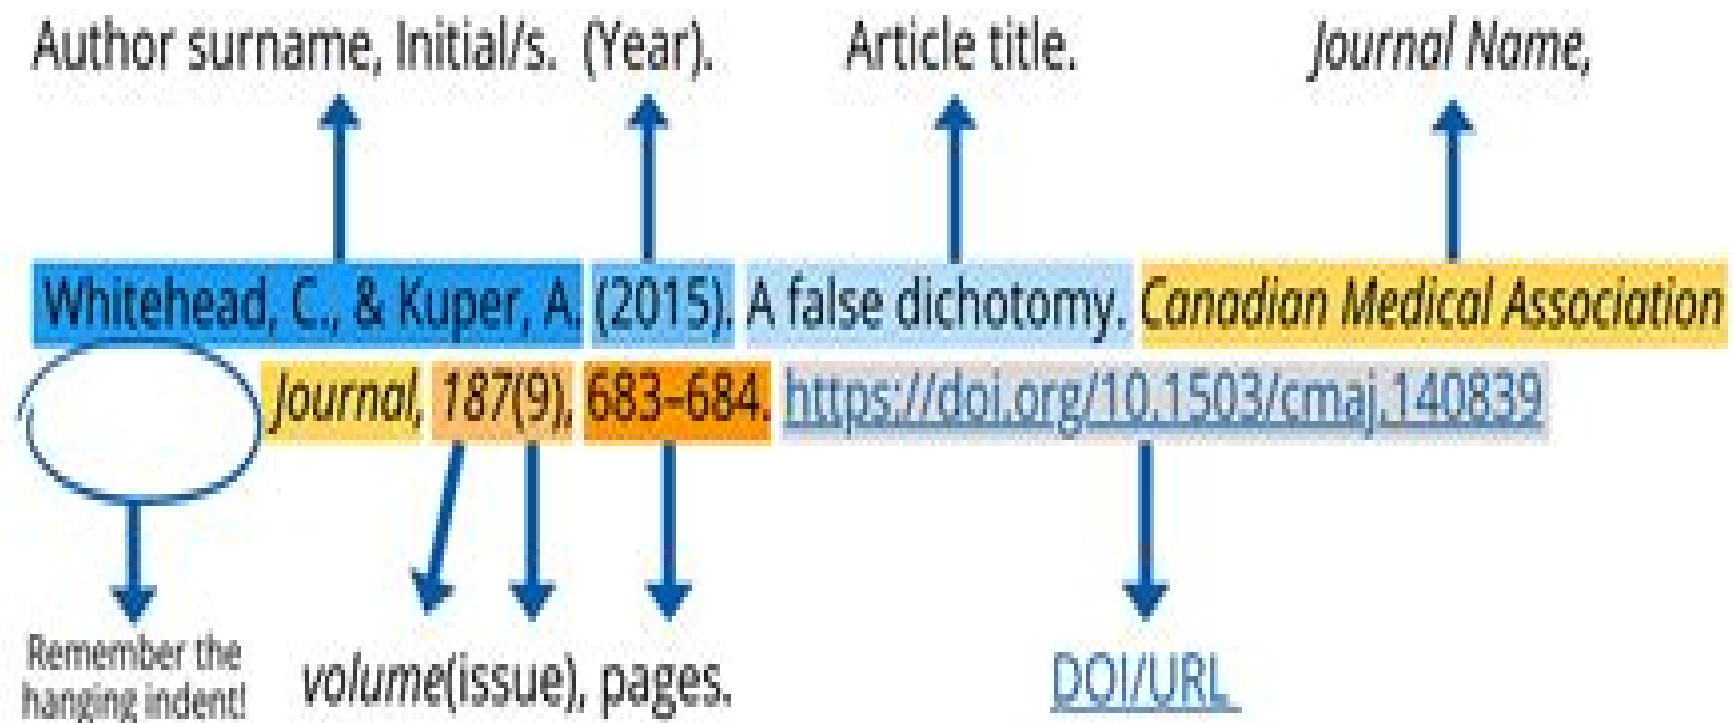 Author surname, Initial/s. (Year). Article title. Journal Name,
Whitehead, C., & Kuper, A. (2015). A false dichotomy. Canadian Medical Association
Journal, 187(9), 683–684. https://doi.org/10.1503/cmaj.140839
Remember the
hanging indent!
volume(issue), pages.
DOI/URL